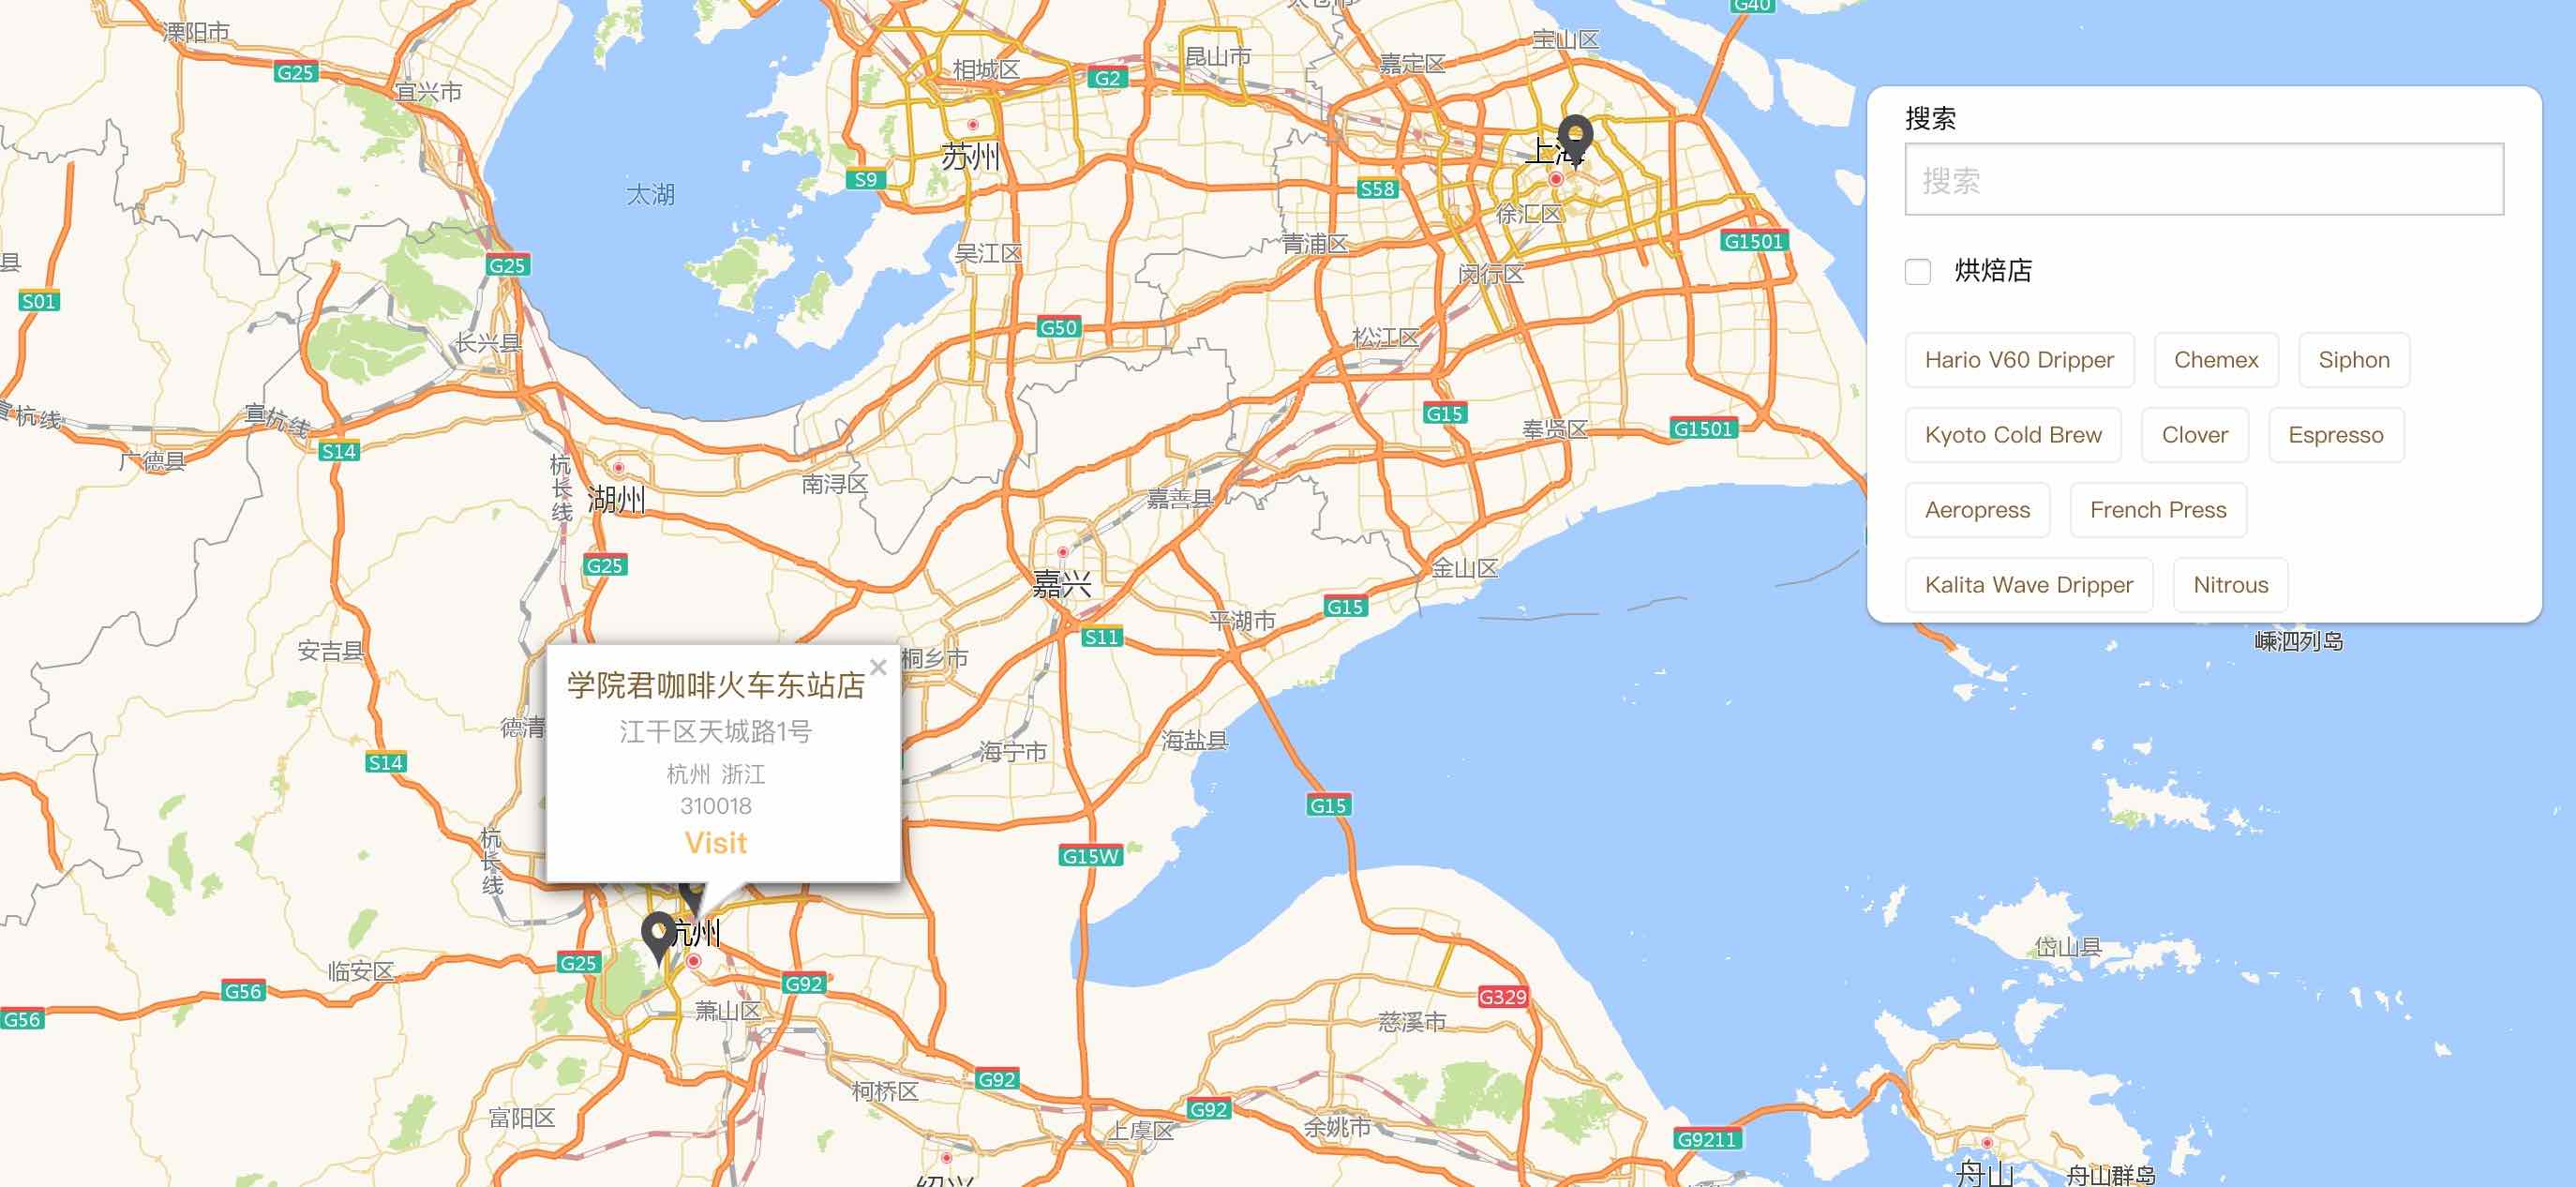 太仓市
G40
溧阳市
宝山区
昆山市
嘉定区
相城区
G25
G2
宜兴市
搜索
上海
苏州
S9
搜索
S58
太湖
徐汇区
G1501
青浦区
吴江区
县
G25
闵行区
烘焙店
S01
G50
松江区
长兴县
Hario V60 Dripper
Chemex
Siphon
宣杭线
宣杭线
G15
奉贤区
G1501
Kyoto Cold Brew
Clover
Espresso
S14
广德县
杭长线
南浔区
湖州
嘉善县
Aeropress
French Press
G25
嘉兴
金山区
Kalita Wave Dripper
Nitrous
G15
平湖市
S11
嵊泗列岛
安吉县
桐乡市
×
学院君咖啡火车东站店
江干区天城路1号
杭州 浙江
310018
Visit
德清
海盐县
海宁市
S14
G15
杭长线
G15W
杭州
岱山县
G25
临安区
G56
G92
G329
萧山区
G56
慈溪市
G92
柯桥区
G92
富阳区
余姚市
上虞区
G9211
舟山
舟山群岛
绍兴